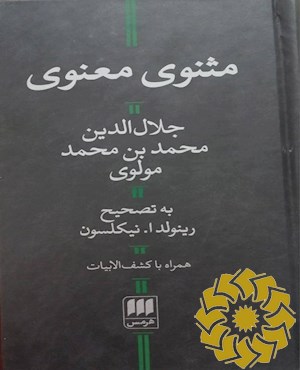 مثنوی معنوی
جلال‌الدین
محمد بن محمد
مولوی
به تصحیح
رینولد ا. نیکلسون
همراه با کشف‌الابیات
هرمس